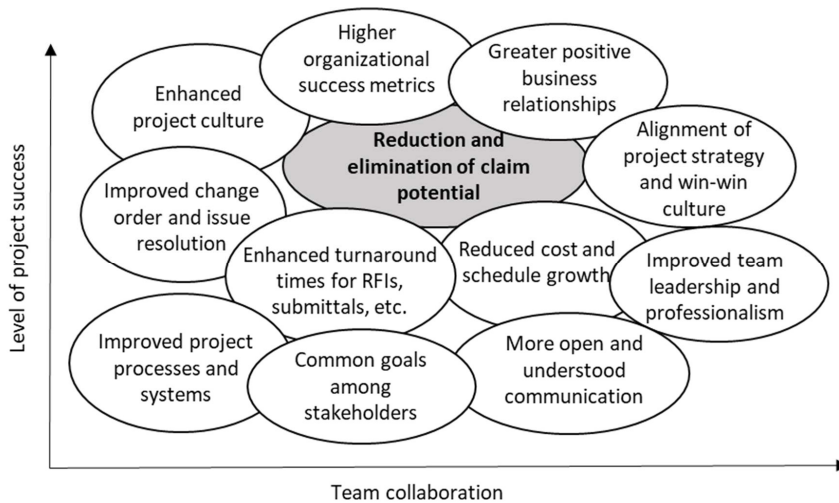 Higher
organizational
success metrics
Greater positive
business
relationships
Enhanced
project culture
Reduction and
elimination of claim
potential
Alignment of
project strategy
and win-win
culture
Improved change
order and issue
resolution
Enhanced turnaround
times for RFIs,
submittals, etc.
Reduced cost and
schedule growth
Improved team
leadership and
professionalism
Improved project
processes and
systems
Common goals
among
stakeholders
More open and
understood
communication
Level of project success
Team collaboration